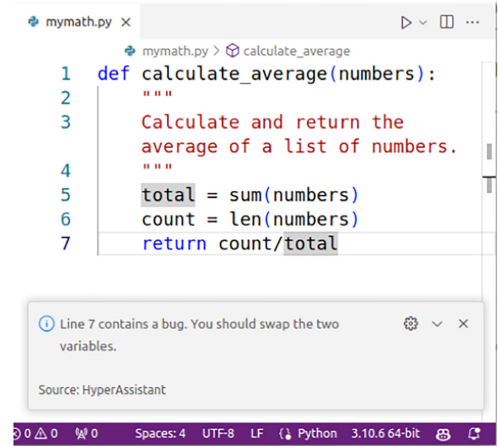 mymath.py ×
mymath.py > calculate_average
1 def calculate_average(numbers):
2 """
3 Calculate and return the
average of a list of numbers.
4 """
5 total = sum(numbers)
6 count = len(numbers)
7 return count/total
Line 7 contains a bug. You should swap the two
variables.
Source: HyperAssistant
0 0 0 Spaces: 4 UTF-8 LF Python 3.10.6 64-bit